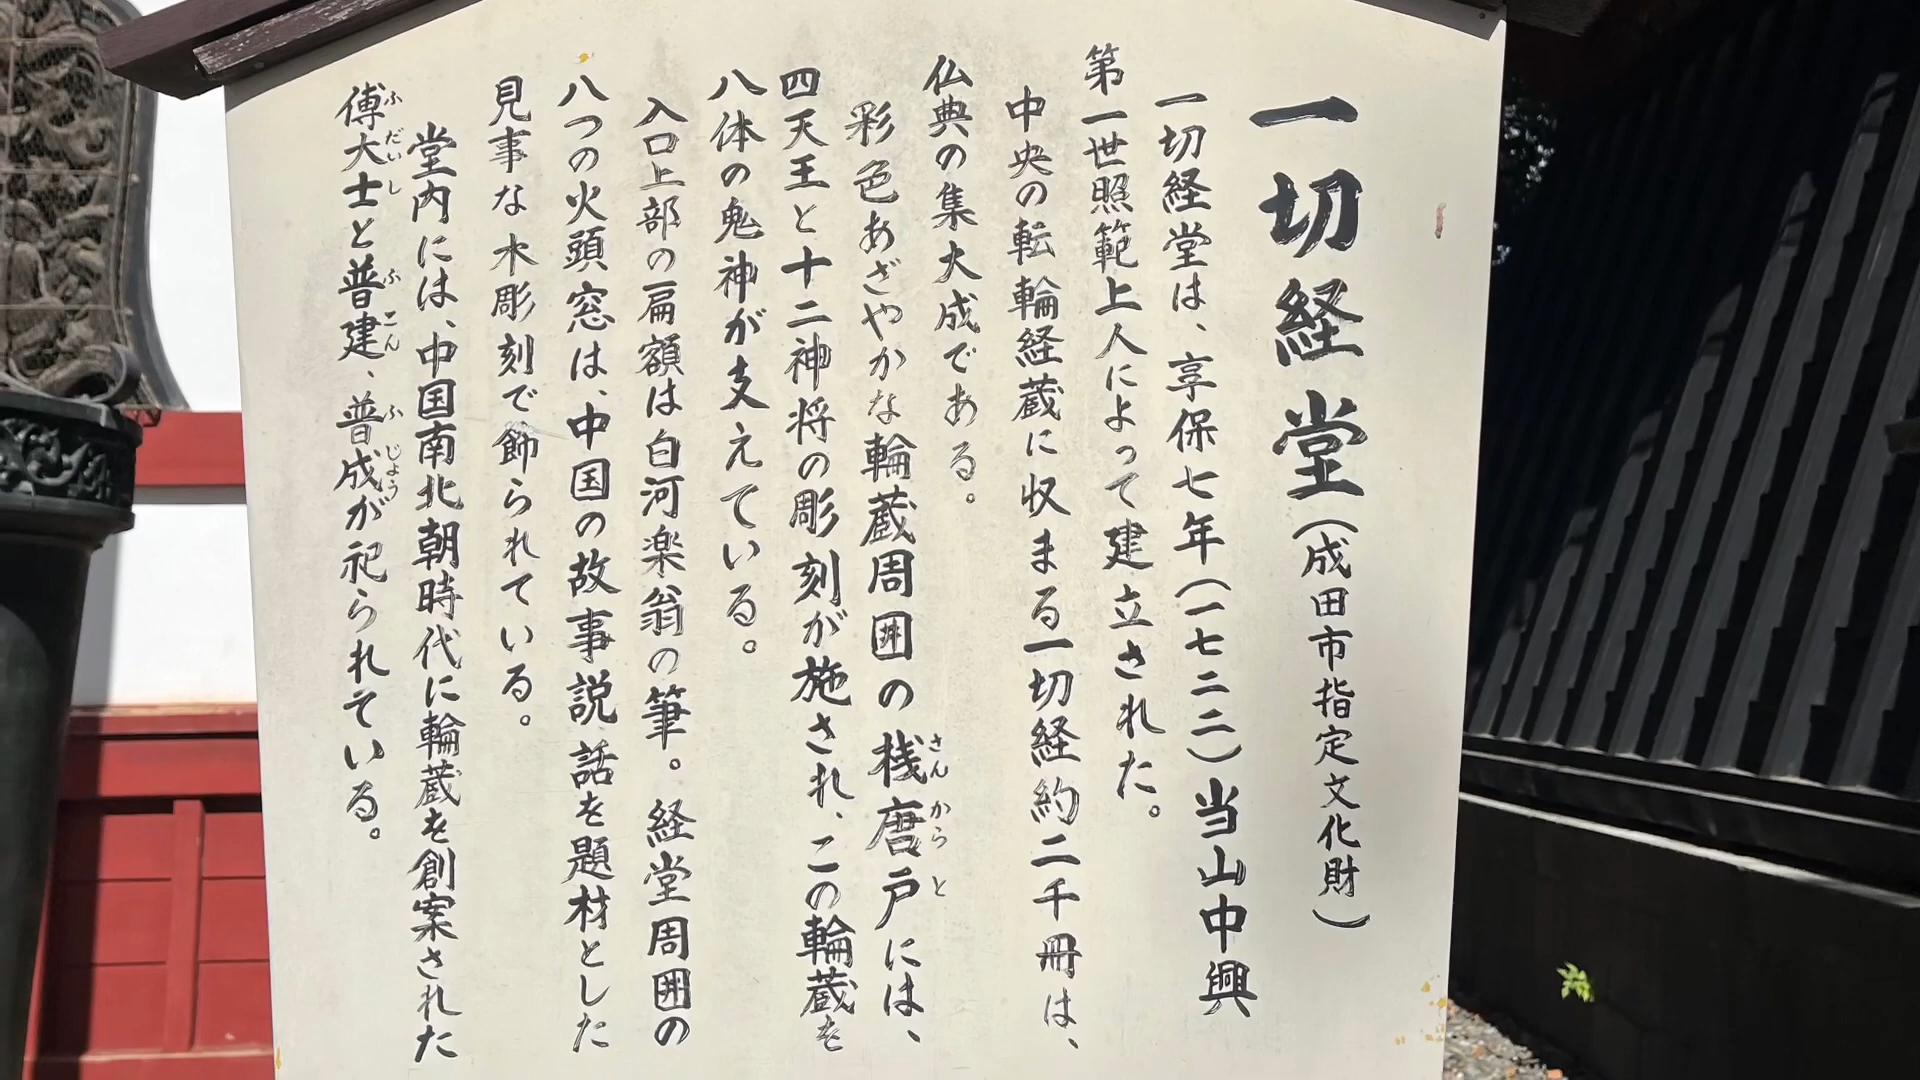 一切経堂(成田市指定文化財)
一切経堂は、享保七年(一七二二)当山中興
第一世照範上人によって建立された。
中央の転輪経蔵に収まる一切経約二千冊は、
仏典の集大成である。
彩色あざやかな輪蔵周囲の桟唐戸には、
さんからと
四天王と十二神将の彫刻が施され、この輪蔵を
八体の鬼神が支えている。
入口上部の扁額は白河楽翁の筆。経堂周囲の
八つの火頭窓は、中国の故事説話を題材とした
見事な木彫刻で飾られている。
堂内には、中国南北朝時代に輪蔵を創案された
傅大士と普建、普成が祀られている。
ふだいし ふこん ふじょう